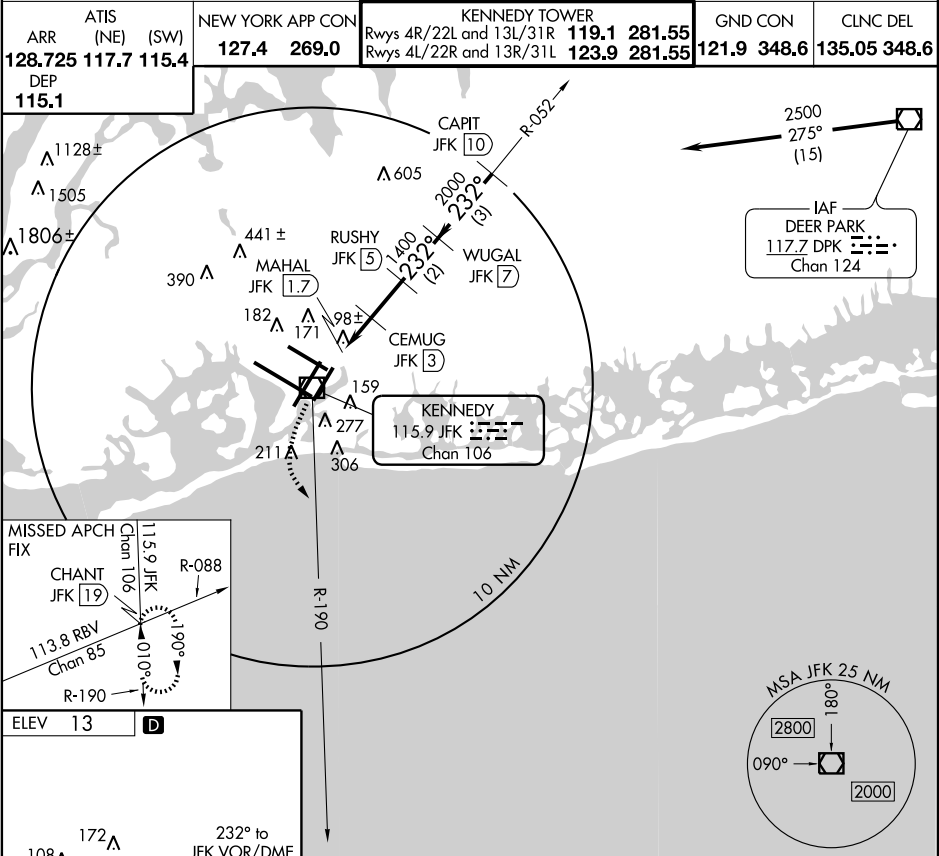 ATIS
ARR (NE) (SW)
128.725 117.7 115.4
DEP
115.1
NEW YORK APP CON
127.4 269.0
KENNEDY TOWER
Rwys 4R/22L and 13L/31R 119.1 281.55
Rwys 4L/22R and 13R/31L 123.9 281.55
GND CON
121.9 348.6
CLNC DEL
135.05 348.6
CAPIT
JFK 10
R-052
2500
275°
(15)
1128±
1505
1806±
605
2000
232°
(3)
IAF
DEER PARK
117.7 DPK
Chan 124
441 ±
390
RUSHY
JFK 5
1400
232°
(2)
WUGAL
JFK 7
MAHAL
JFK 1.7
182
171
98±
CEMUG
JFK 3
159
277
KENNEDY
115.9 JFK
Chan 106
211
306
MISSED APCH
FIX
Chan 106
115.9 JFK
CHANT
JFK 19
R-088
113.8 RBV
Chan 85
010°
190°
R-190
R-190
10 NM
MSA JFK 25 NM
180°
2800
090°
2000
ELEV 13
D
172
108
232° to
JFK VOR/DME